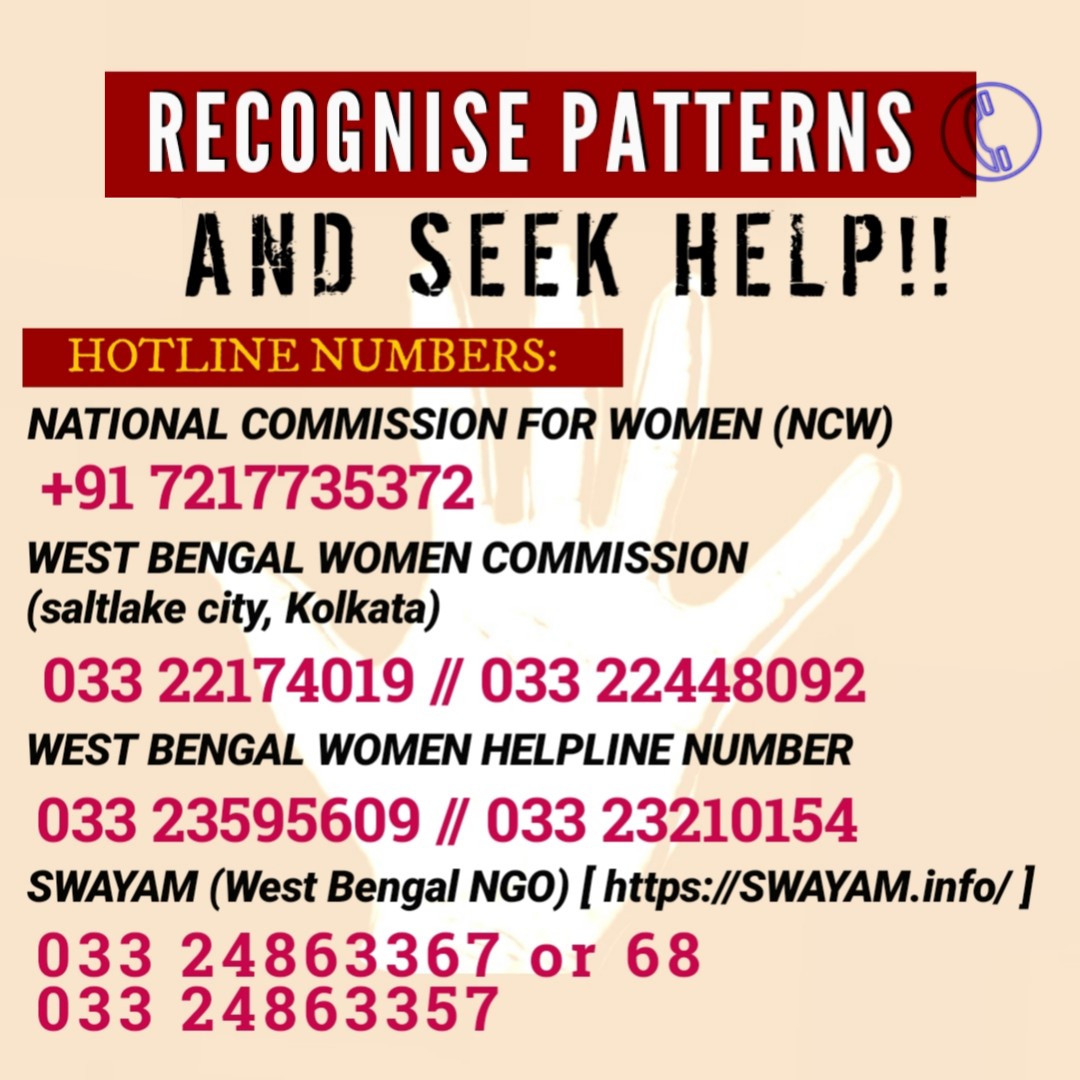 RECOGNISE PATTERNS
AND SEEK HELP!!
HOTLINE NUMBERS:
NATIONAL COMMISSION FOR WOMEN (NCW)
+91 7217735372
WEST BENGAL WOMEN COMMISSION
(saltlake city, Kolkata)
033 22174019 // 033 22448092
WEST BENGAL WOMEN HELPLINE NUMBER
033 23595609 // 033 23210154
SWAYAM (West Bengal NGO) [ https://SWAYAM.info/ ]
033 24863367 or 68
033 24863357